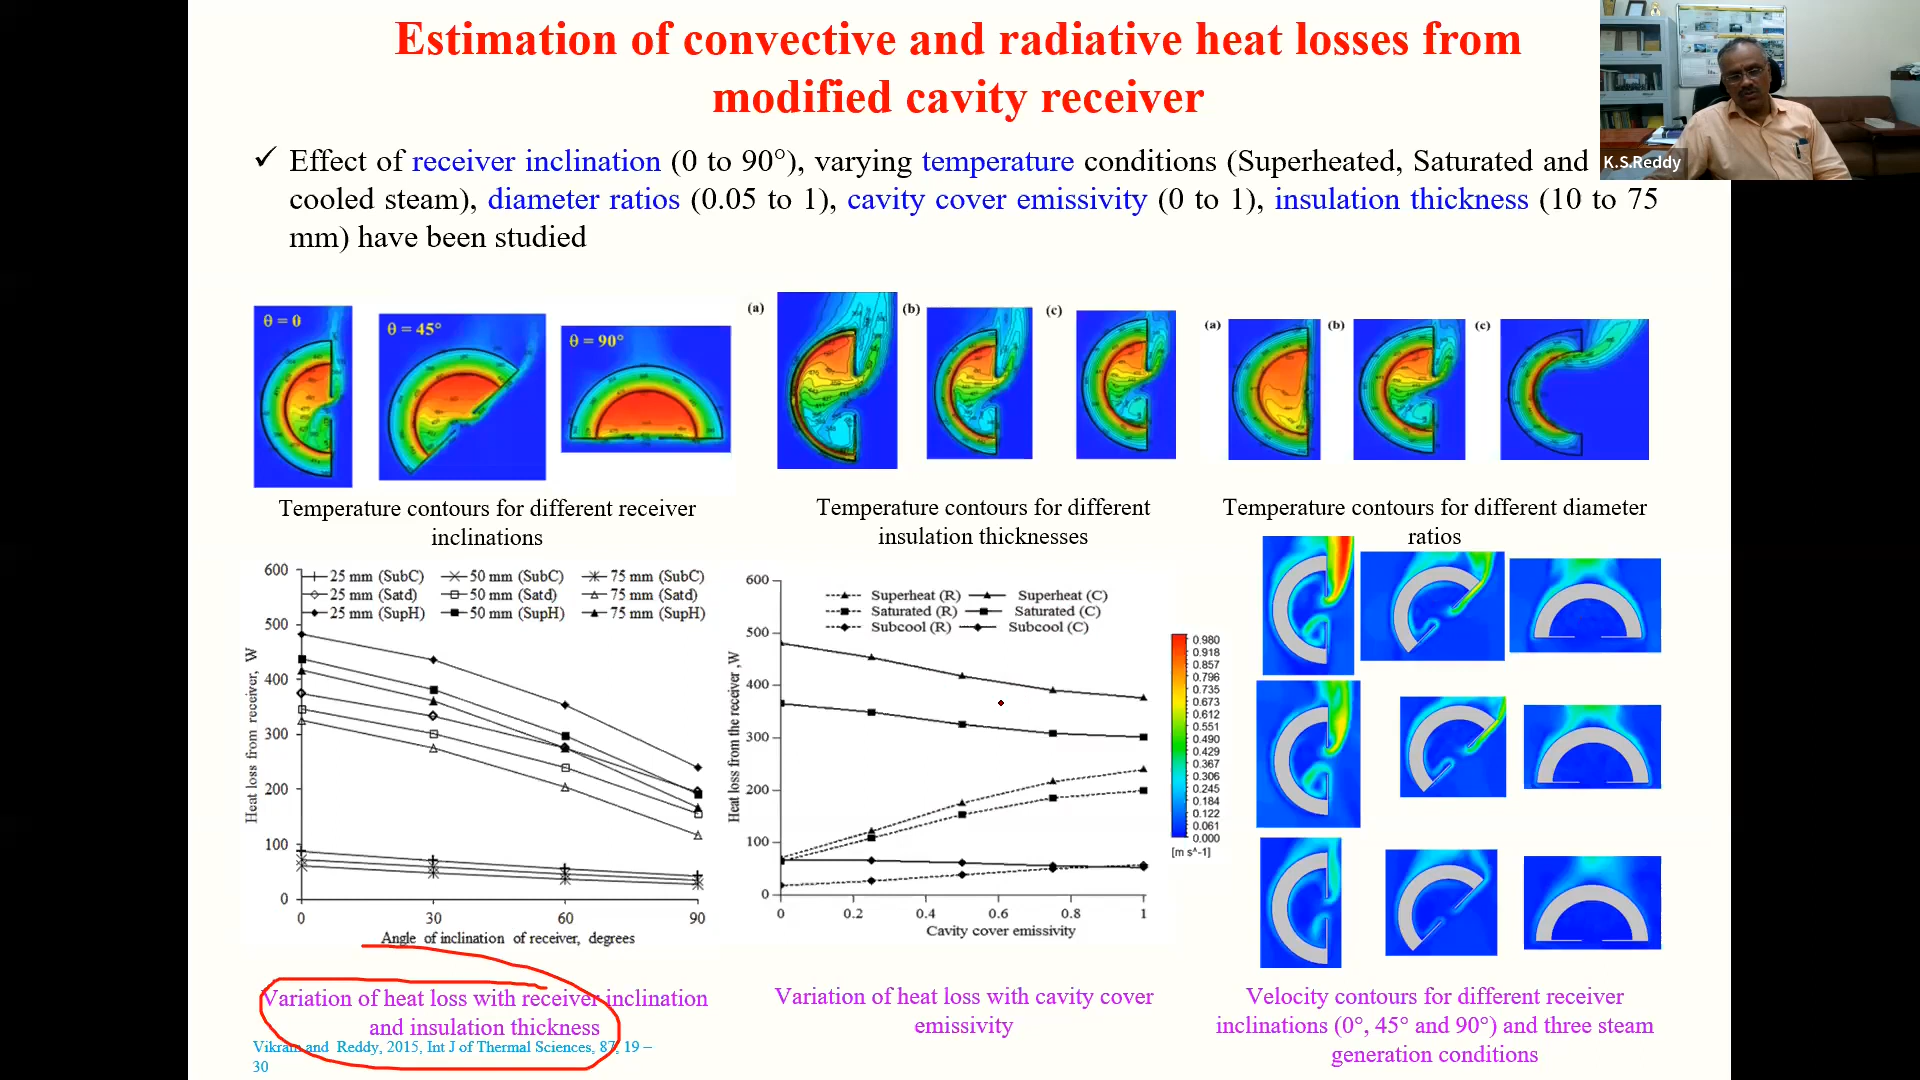 Estimation of convective and radiative heat losses from
modified cavity receiver
K.S.Reddy
✓ Effect of receiver inclination (0 to 90°), varying temperature conditions (Superheated, Saturated and
cooled steam), diameter ratios (0.05 to 1), cavity cover emissivity (0 to 1), insulation thickness (10 to 75
mm) have been studied
θ = 0
θ = 45°
θ = 90°
(a)
(b)
(c)
(a)
(b)
(c)
Temperature contours for different receiver
inclinations
Temperature contours for different
insulation thicknesses
Temperature contours for different diameter
ratios
25 mm (SubC) 50 mm (SubC) 75 mm (SubC)
25 mm (Satd) 50 mm (Satd) 75 mm (Satd)
25 mm (SupH) 50 mm (SupH) 75 mm (SupH)
Heat loss from receiver, W
600
500
400
300
200
100
0
0 30 60 90
Angle of inclination of receiver, degrees
Superheat (R) Superheat (C)
Saturated (R) Saturated (C)
Subcool (R) Subcool (C)
Heat loss from the receiver ,W
600
500
400
300
200
100
0
0 0.2 0.4 0.6 0.8 1
Cavity cover emissivity
0.980
0.918
0.857
0.796
0.735
0.673
0.612
0.551
0.490
0.429
0.367
0.306
0.245
0.184
0.122
0.061
0.000
[m s^-1]
Variation of heat loss with receiver inclination
and insulation thickness
Vikram and Reddy, 2015, Int J of Thermal Sciences, 87, 19 –
30
Variation of heat loss with cavity cover
emissivity
Velocity contours for different receiver
inclinations (0°, 45° and 90°) and three steam
generation conditions